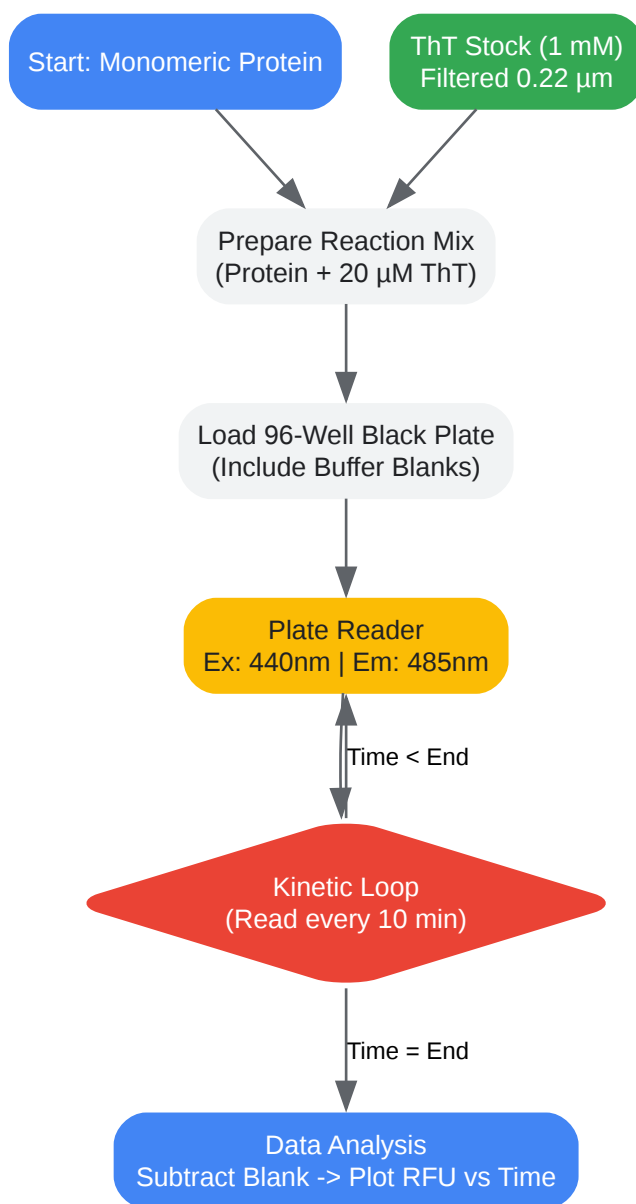 Start: Monomeric Protein
ThT Stock (1 mM)
Filtered 0.22 µm
Prepare Reaction Mix
(Protein + 20 µM ThT)
Load 96-Well Black Plate
(Include Buffer Blanks)
Plate Reader
Ex: 440nm | Em: 485nm
Time < End
Kinetic Loop
(Read every 10 min)
Time = End
Data Analysis
Subtract Blank -> Plot RFU vs Time